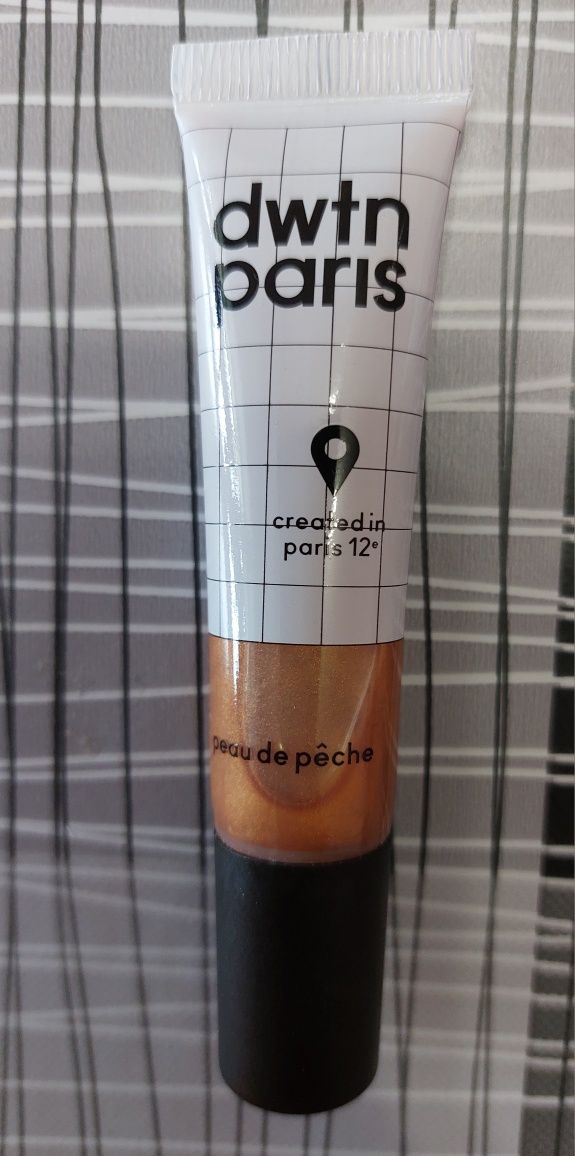 dwtn
paris
created in
paris 12ᵉ
peau de pêche